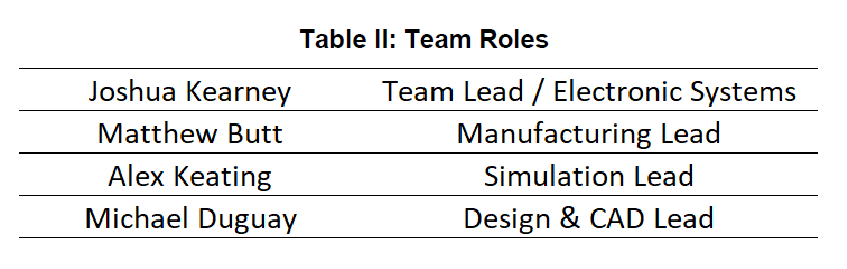 Table II: Team Roles
Joshua Kearney Team Lead / Electronic Systems
Matthew Butt Manufacturing Lead
Alex Keating Simulation Lead
Michael Duguay Design & CAD Lead